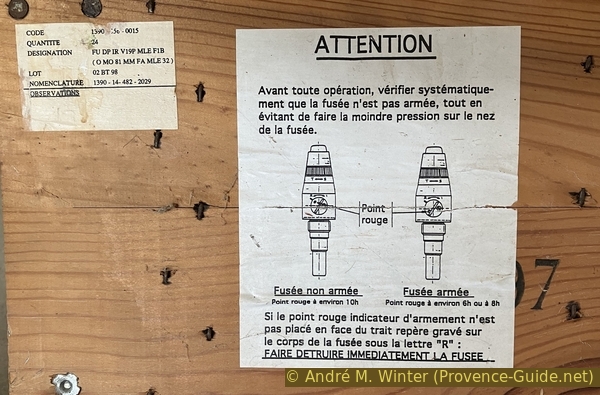 CODE 1390 -0015
QUANTITE 24
DESIGNATION FU DP IR V19P MLE F1B
( O MO 81 MM FA MLE 32 )
LOT 02 BT 98
NOMENCLATURE 1390 - 14- 482 - 2029
OBSERVATIONS
ATTENTION
Avant toute opération, vérifier systématique-
ment que la fusée n'est pas armée, tout en
évitant de faire la moindre pression sur le nez
de la fusée.
Point
rouge
Fusée non armée
Point rouge à environ 10h
Fusée armée
Point rouge à environ 6h ou à 8h
Si le point rouge indicateur d'armement n'est
pas placé en face du trait repère gravé sur
le corps de la fusée sous la lettre "R" :
FAIRE DETRUIRE IMMEDIATEMENT LA FUSEE
07
© André M. Winter (Provence-Guide.net)